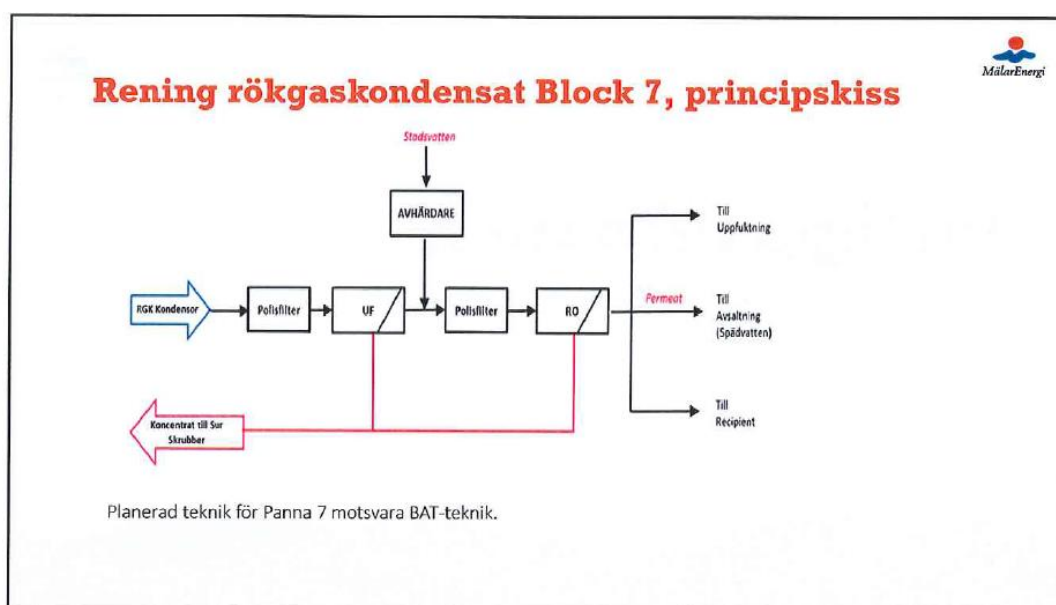 MälarEnergi
Rening rökgaskondensat Block 7, principskiss
Stadsvatten
AVHÄRDARE
Till
Uppfuktning
RGK Kondensor
Polisfilter
UF
Polisfilter
RO
Permeat
Till
Avsaltning
(Spädvatten)
Koncentrat till Sur
Skrubber
Till
Recipient
Planerad teknik för Panna 7 motsvara BAT-teknik.